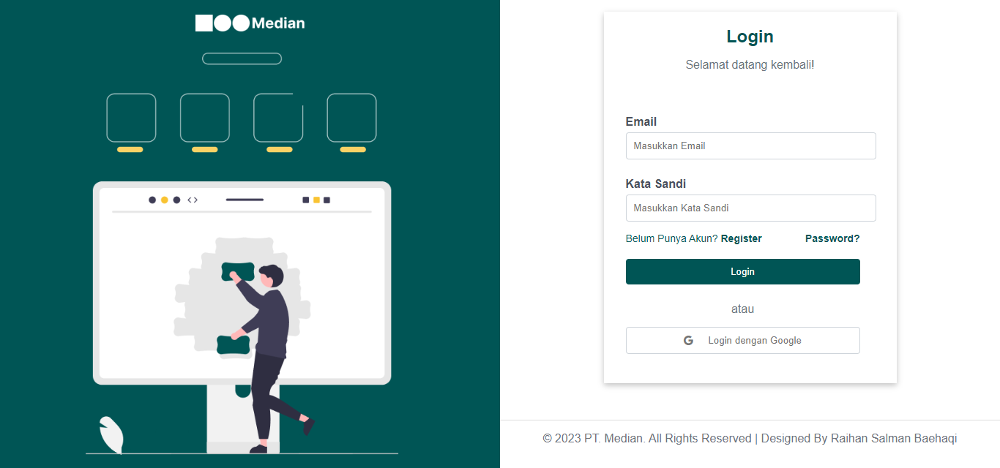 Median
Login
Selamat datang kembali!
Email
Masukkan Email
Kata Sandi
Masukkan Kata Sandi
Belum Punya Akun? Register Password?
Login
atau
Login dengan Google
© 2023 PT. Median. All Rights Reserved | Designed By Raihan Salman Baehaqi